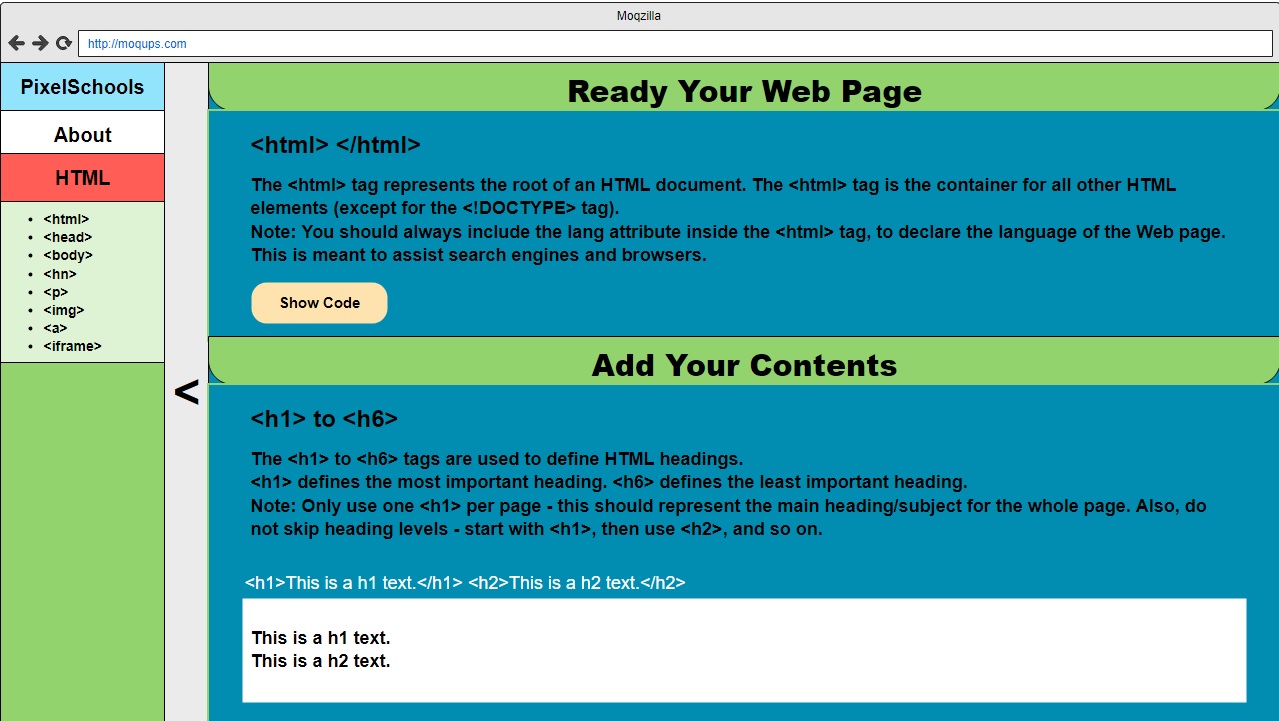 Moqzilla
http://moqups.com
PixelSchools
About
HTML
<html>
<head>
<body>
<hn>
<p>
<img>
<a>
<iframe>
<
Ready Your Web Page
<html> </html>
The <html> tag represents the root of an HTML document. The <html> tag is the container for all other HTML
elements (except for the <!DOCTYPE> tag).
Note: You should always include the lang attribute inside the <html> tag, to declare the language of the Web page.
This is meant to assist search engines and browsers.
Show Code
Add Your Contents
<h1> to <h6>
The <h1> to <h6> tags are used to define HTML headings.
<h1> defines the most important heading. <h6> defines the least important heading.
Note: Only use one <h1> per page - this should represent the main heading/subject for the whole page. Also, do
not skip heading levels - start with <h1>, then use <h2>, and so on.
<h1>This is a h1 text.</h1> <h2>This is a h2 text.</h2>
This is a h1 text.
This is a h2 text.